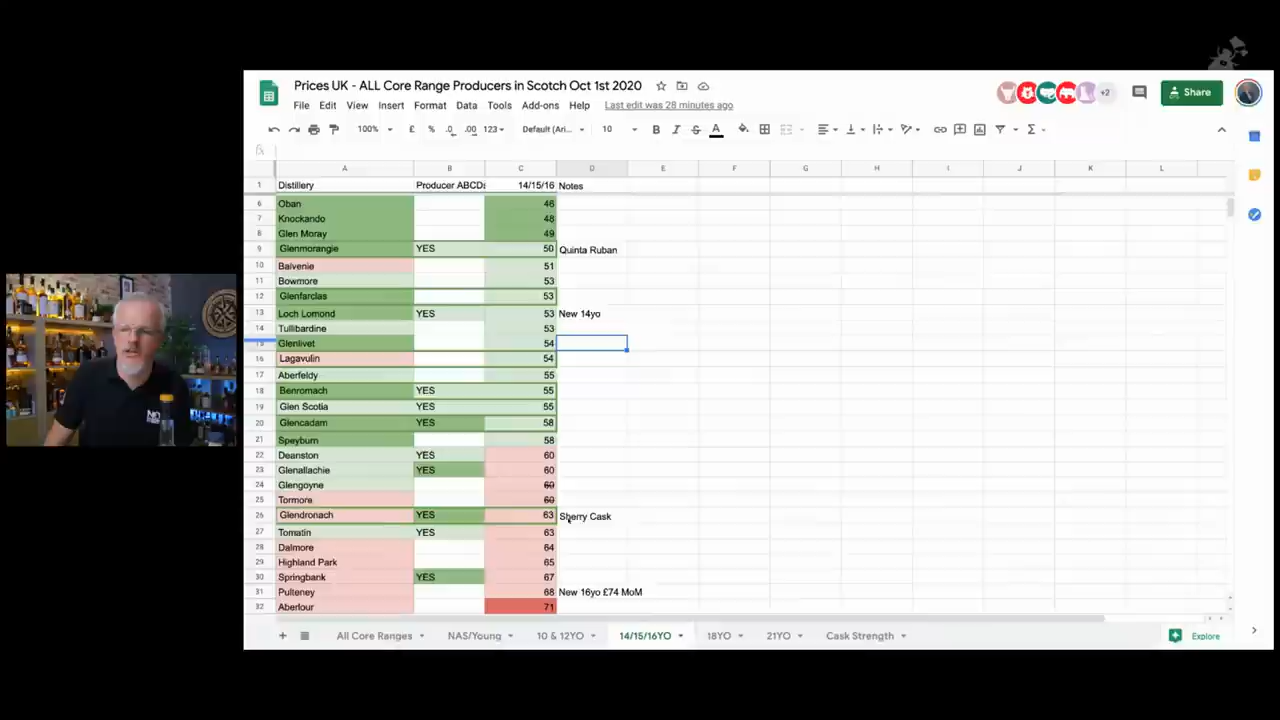 Prices UK - ALL Core Range Producers in Scotch Oct 1st 2020
+2
Share
File Edit View Insert Format Data Tools Add-ons Help Last edit was 28 minutes ago
100% £ % .0 .00 123 Default (Ari... 10 B I S A
fx
A B C D E F G H I J K L
1 Distillery Producer ABCDs 14/15/16 Notes
6 Oban 46
7 Knockando 48
8 Glen Moray 49
9 Glenmorangie YES 50 Quinta Ruban
10 Balvenie 51
11 Bowmore 53
12 Glenfarclas 53
13 Loch Lomond YES 53 New 14yo
14 Tullibardine 53
15 Glenlivet 54
16 Lagavulin 54
17 Aberfeldy 55
18 Benromach YES 55
19 Glen Scotia YES 55
20 Glencadam YES 58
21 Speyburn 58
22 Deanston YES 60
23 Glenallachie YES 60
24 Glengoyne 60
25 Tormore 60
26 Glendronach YES 63 Sherry Cask
27 Tomatin YES 63
28 Dalmore 64
29 Highland Park 65
30 Springbank YES 67
31 Pulteney 68 New 16yo £74 MoM
32 Aberlour 71
+ All Core Ranges NAS/Young 10 & 12YO 14/15/16YO 18YO 21YO Cask Strength Explore